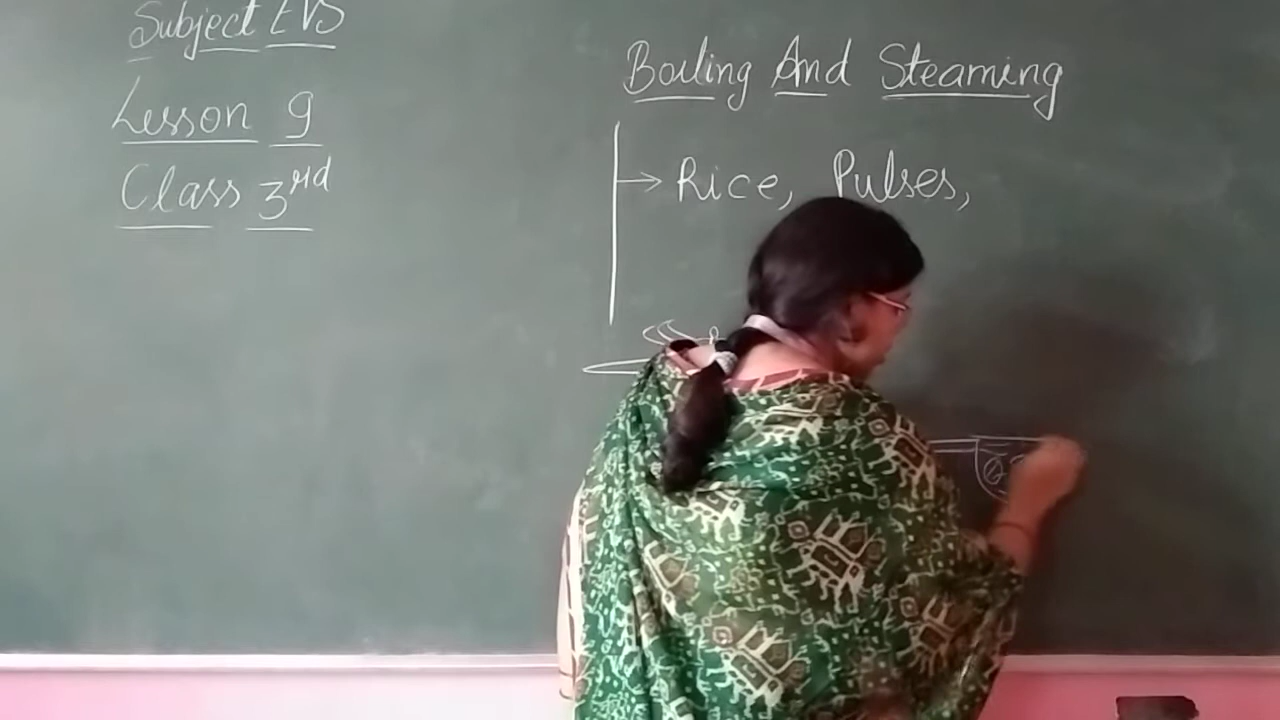 Subject EVS
Lesson 9
Class 3rd
Boiling And Steaming
Rice, Pulses,